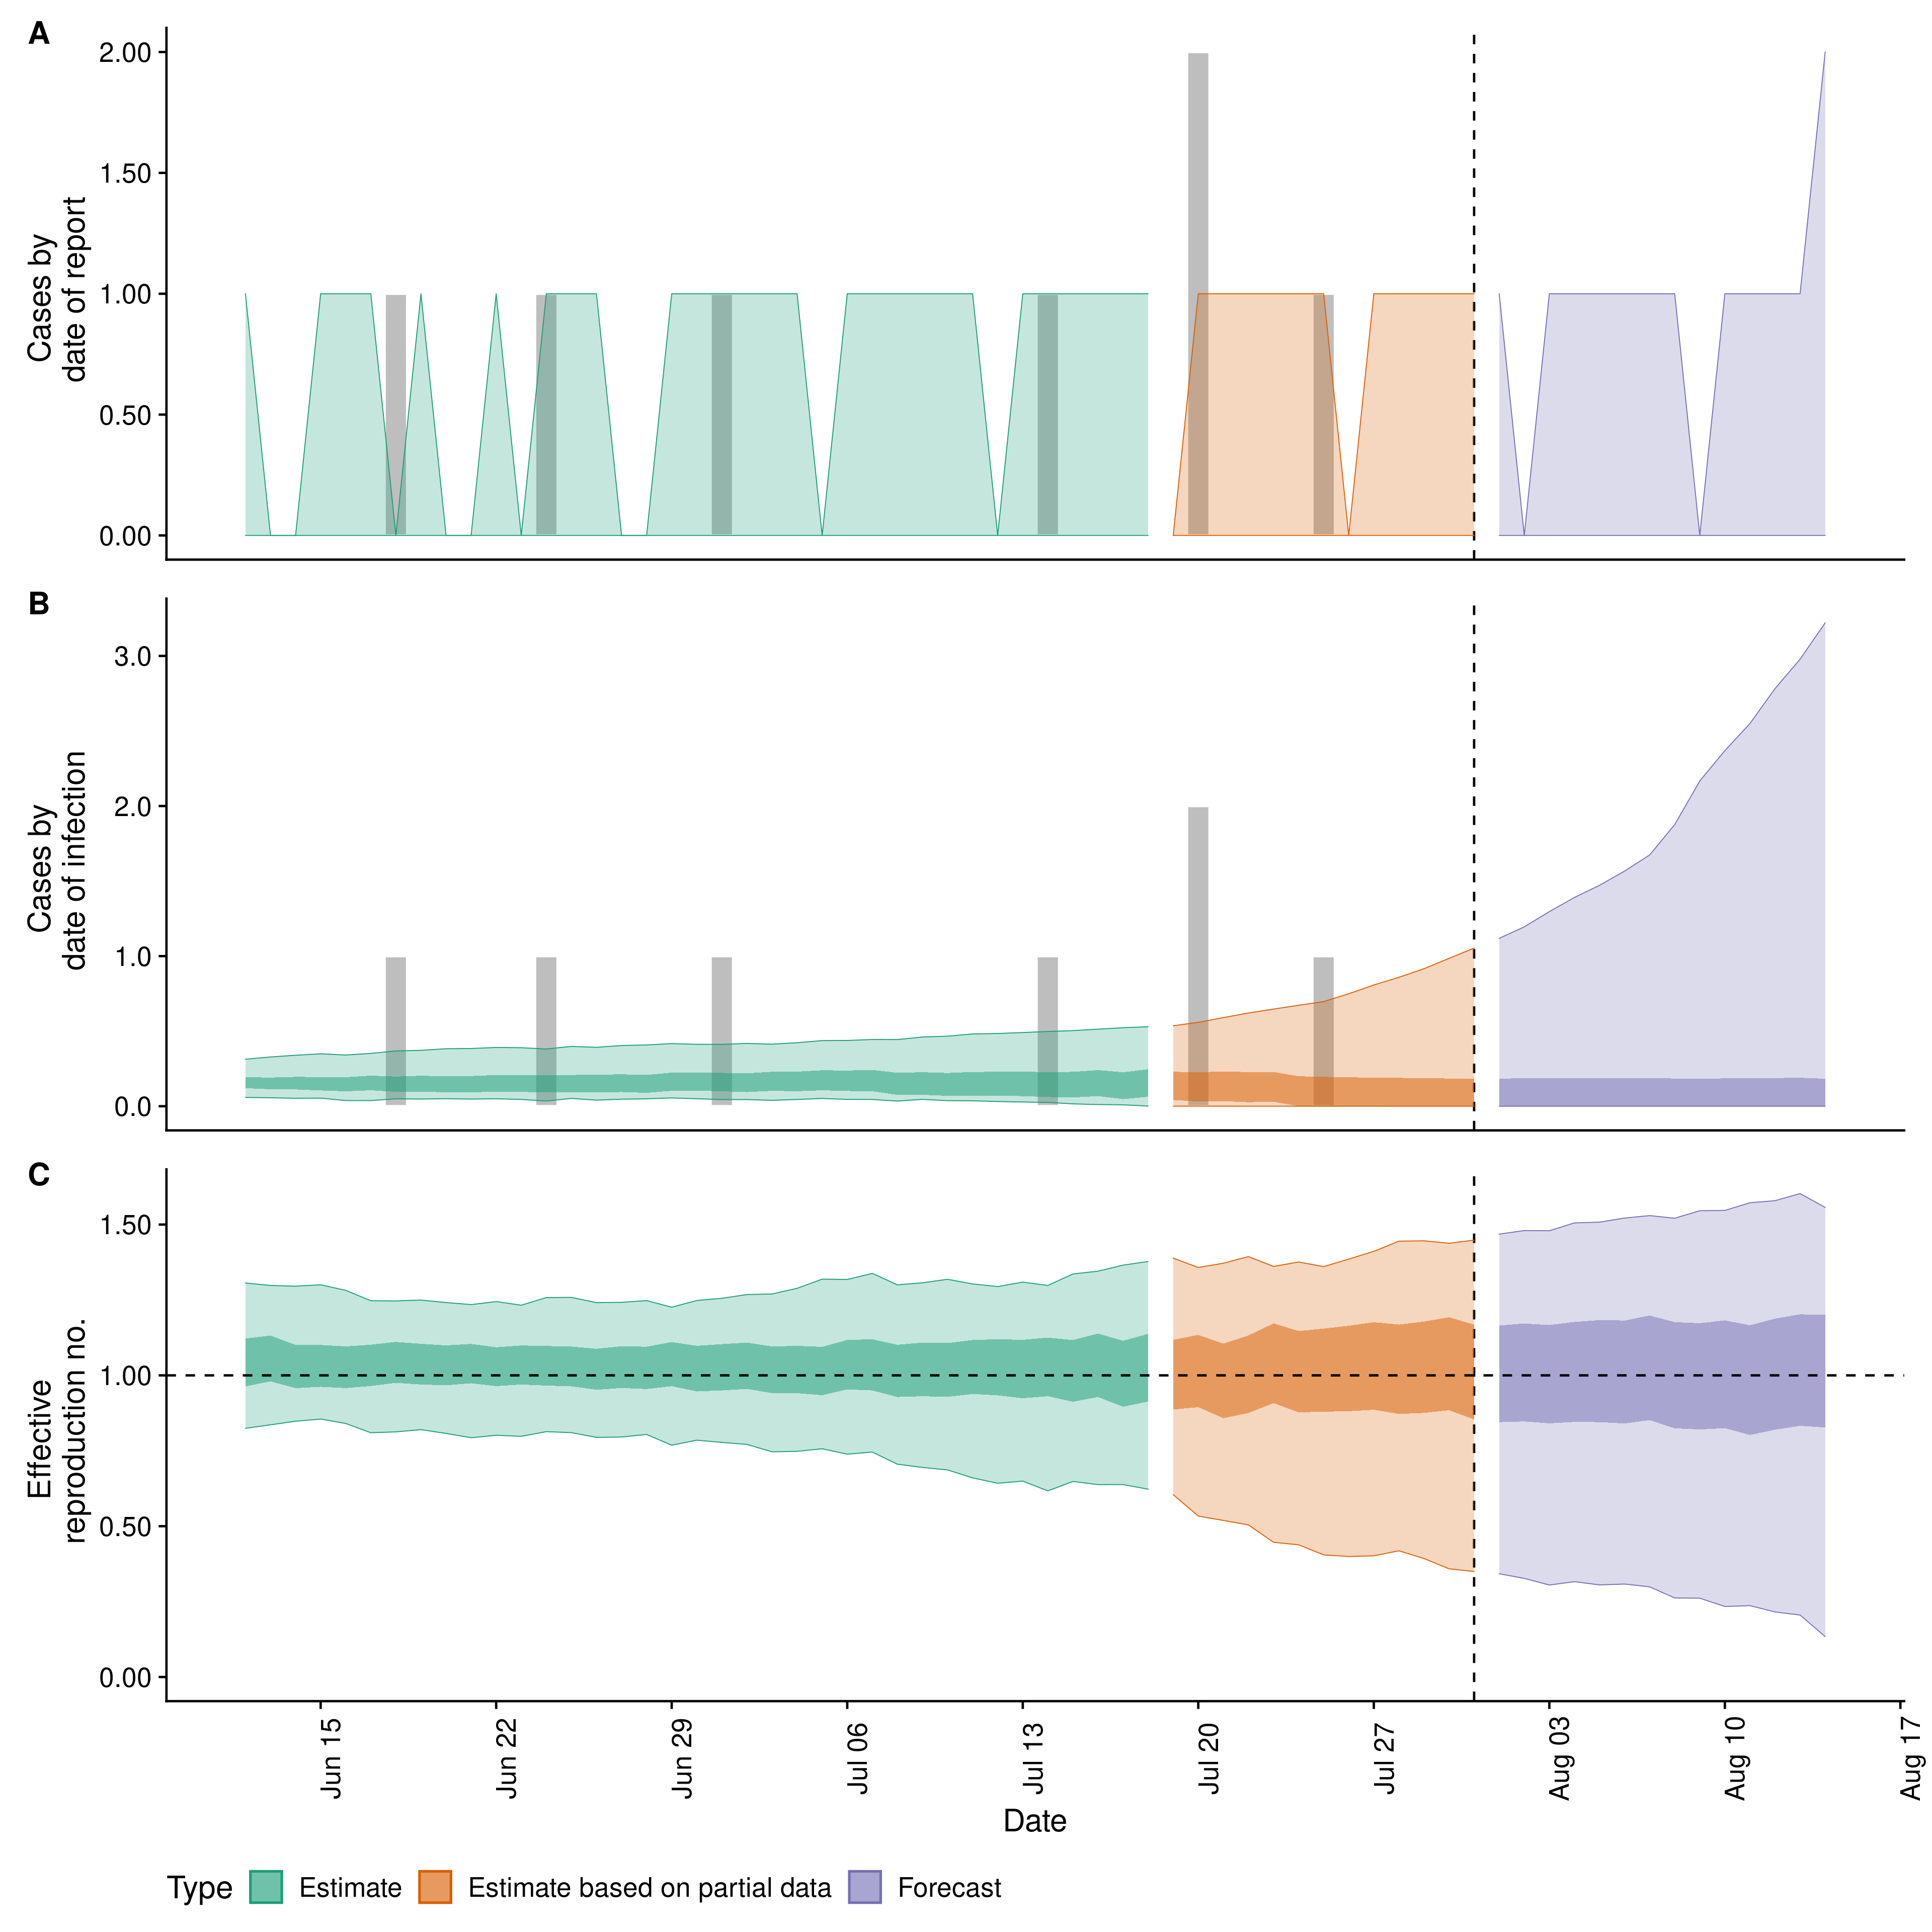 A
Cases by
date of report
2.00
1.50
1.00
0.50
0.00
B
Cases by
date of infection
3.0
2.0
1.0
0.0
C
Effective
reproduction no.
1.50
1.00
0.50
0.00
Jun 15
Jun 22
Jun 29
Jul 06
Jul 13
Jul 20
Jul 27
Aug 03
Aug 10
Aug 17
Date
Type Estimate Estimate based on partial data Forecast